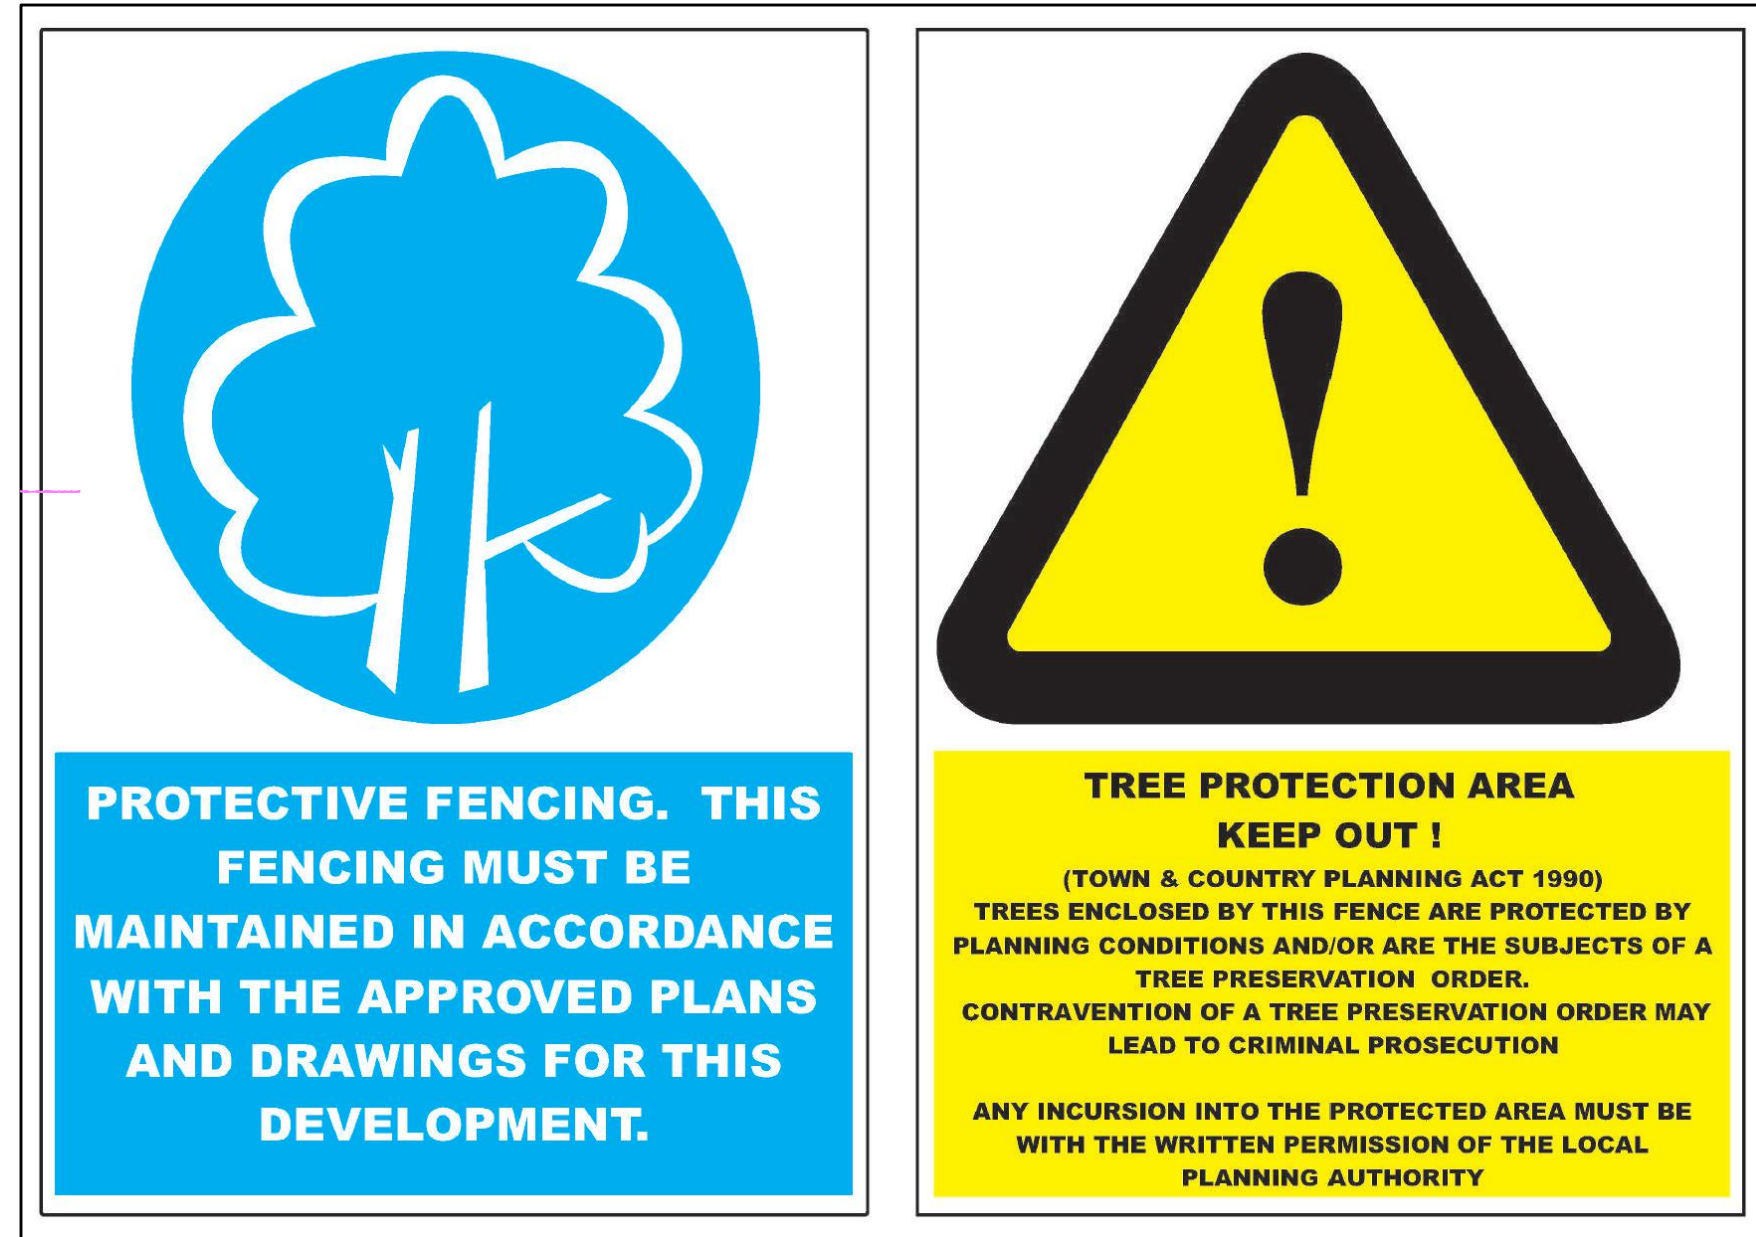 PROTECTIVE FENCING.  THIS
FENCING MUST BE
MAINTAINED IN ACCORDANCE
WITH THE APPROVED PLANS
AND DRAWINGS FOR THIS
DEVELOPMENT.
TREE PROTECTION AREA
KEEP OUT !
(TOWN & COUNTRY PLANNING ACT 1990)
TREES ENCLOSED BY THIS FENCE ARE PROTECTED BY
PLANNING CONDITIONS AND/OR ARE THE SUBJECTS OF A
TREE PRESERVATION  ORDER.
CONTRAVENTION OF A TREE PRESERVATION ORDER MAY
LEAD TO CRIMINAL PROSECUTION
ANY INCURSION INTO THE PROTECTED AREA MUST BE
WITH THE WRITTEN PERMISSION OF THE LOCAL
PLANNING AUTHORITY